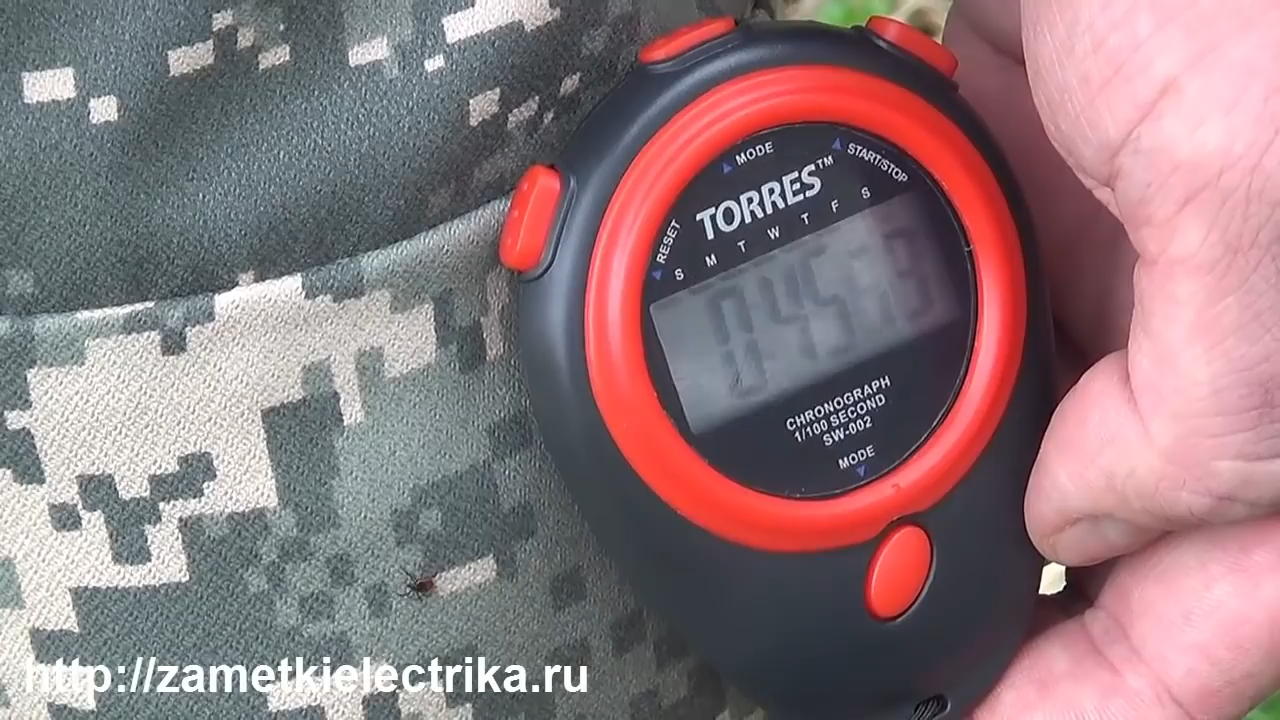 MODE
START/STOP
TORRES™
RESET
S M T W T F S
CHRONOGRAPH
1/100 SECOND
SW-002
MODE
http://zametkielectrika.ru